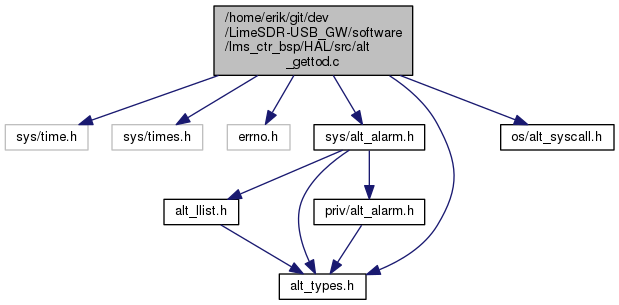 /home/erik/git/dev
/LimeSDR-USB_GW/software
/lms_ctr_bsp/HAL/src/alt
_gettod.c
sys/time.h
sys/times.h
errno.h
sys/alt_alarm.h
os/alt_syscall.h
alt_llist.h
priv/alt_alarm.h
alt_types.h